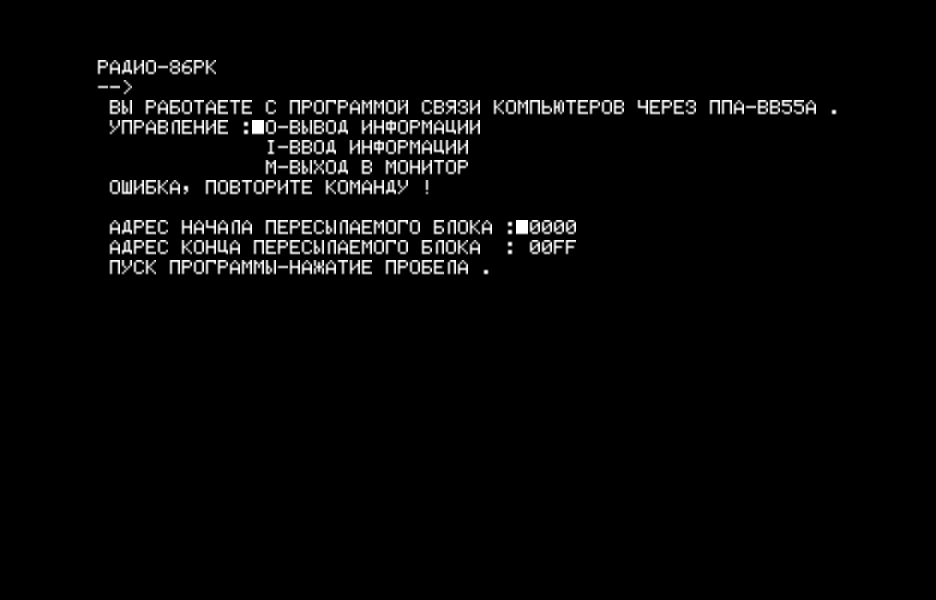 РАДИО-86РК
-->
ВЫ РАБОТАЕТЕ С ПРОГРАММОЙ СВЯЗИ КОМПЬЮТЕРОВ ЧЕРЕЗ ППА-ВВ55А .
УПРАВЛЕНИЕ :■O-ВЫВОД ИНФОРМАЦИИ
I-ВВОД ИНФОРМАЦИИ
M-ВЫХОД В МОНИТОР
ОШИБКА, ПОВТОРИТЕ КОМАНДУ !
АДРЕС НАЧАЛА ПЕРЕСЫЛАЕМОГО БЛОКА :■0000
АДРЕС КОНЦА ПЕРЕСЫЛАЕМОГО БЛОКА  : 00FF
ПУСК ПРОГРАММЫ-НАЖАТИЕ ПРОБЕЛА .